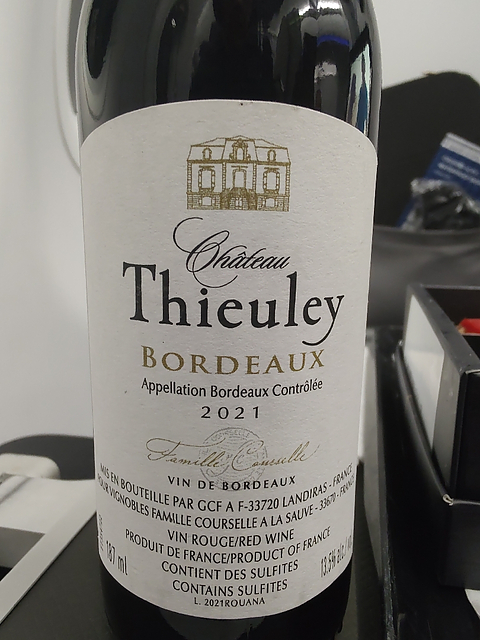 Château
Thieuley
BORDEAUX
Appellation Bordeaux Contrôlée
2021
Famille Courselle
VIN DE BORDEAUX
MIS EN BOUTEILLE PAR GCF A F-33720 LANDIRAS - FRANCE
POUR VIGNOBLES FAMILLE COURSELLE A LA SAUVE - 33670 - FRANCE
VIN ROUGE/RED WINE
PRODUIT DE FRANCE/PRODUCT OF FRANCE
187 ml
CONTIENT DES SULFITES
13.5% alc./vol.
CONTAINS SULFITES
L. 2021ROUANA